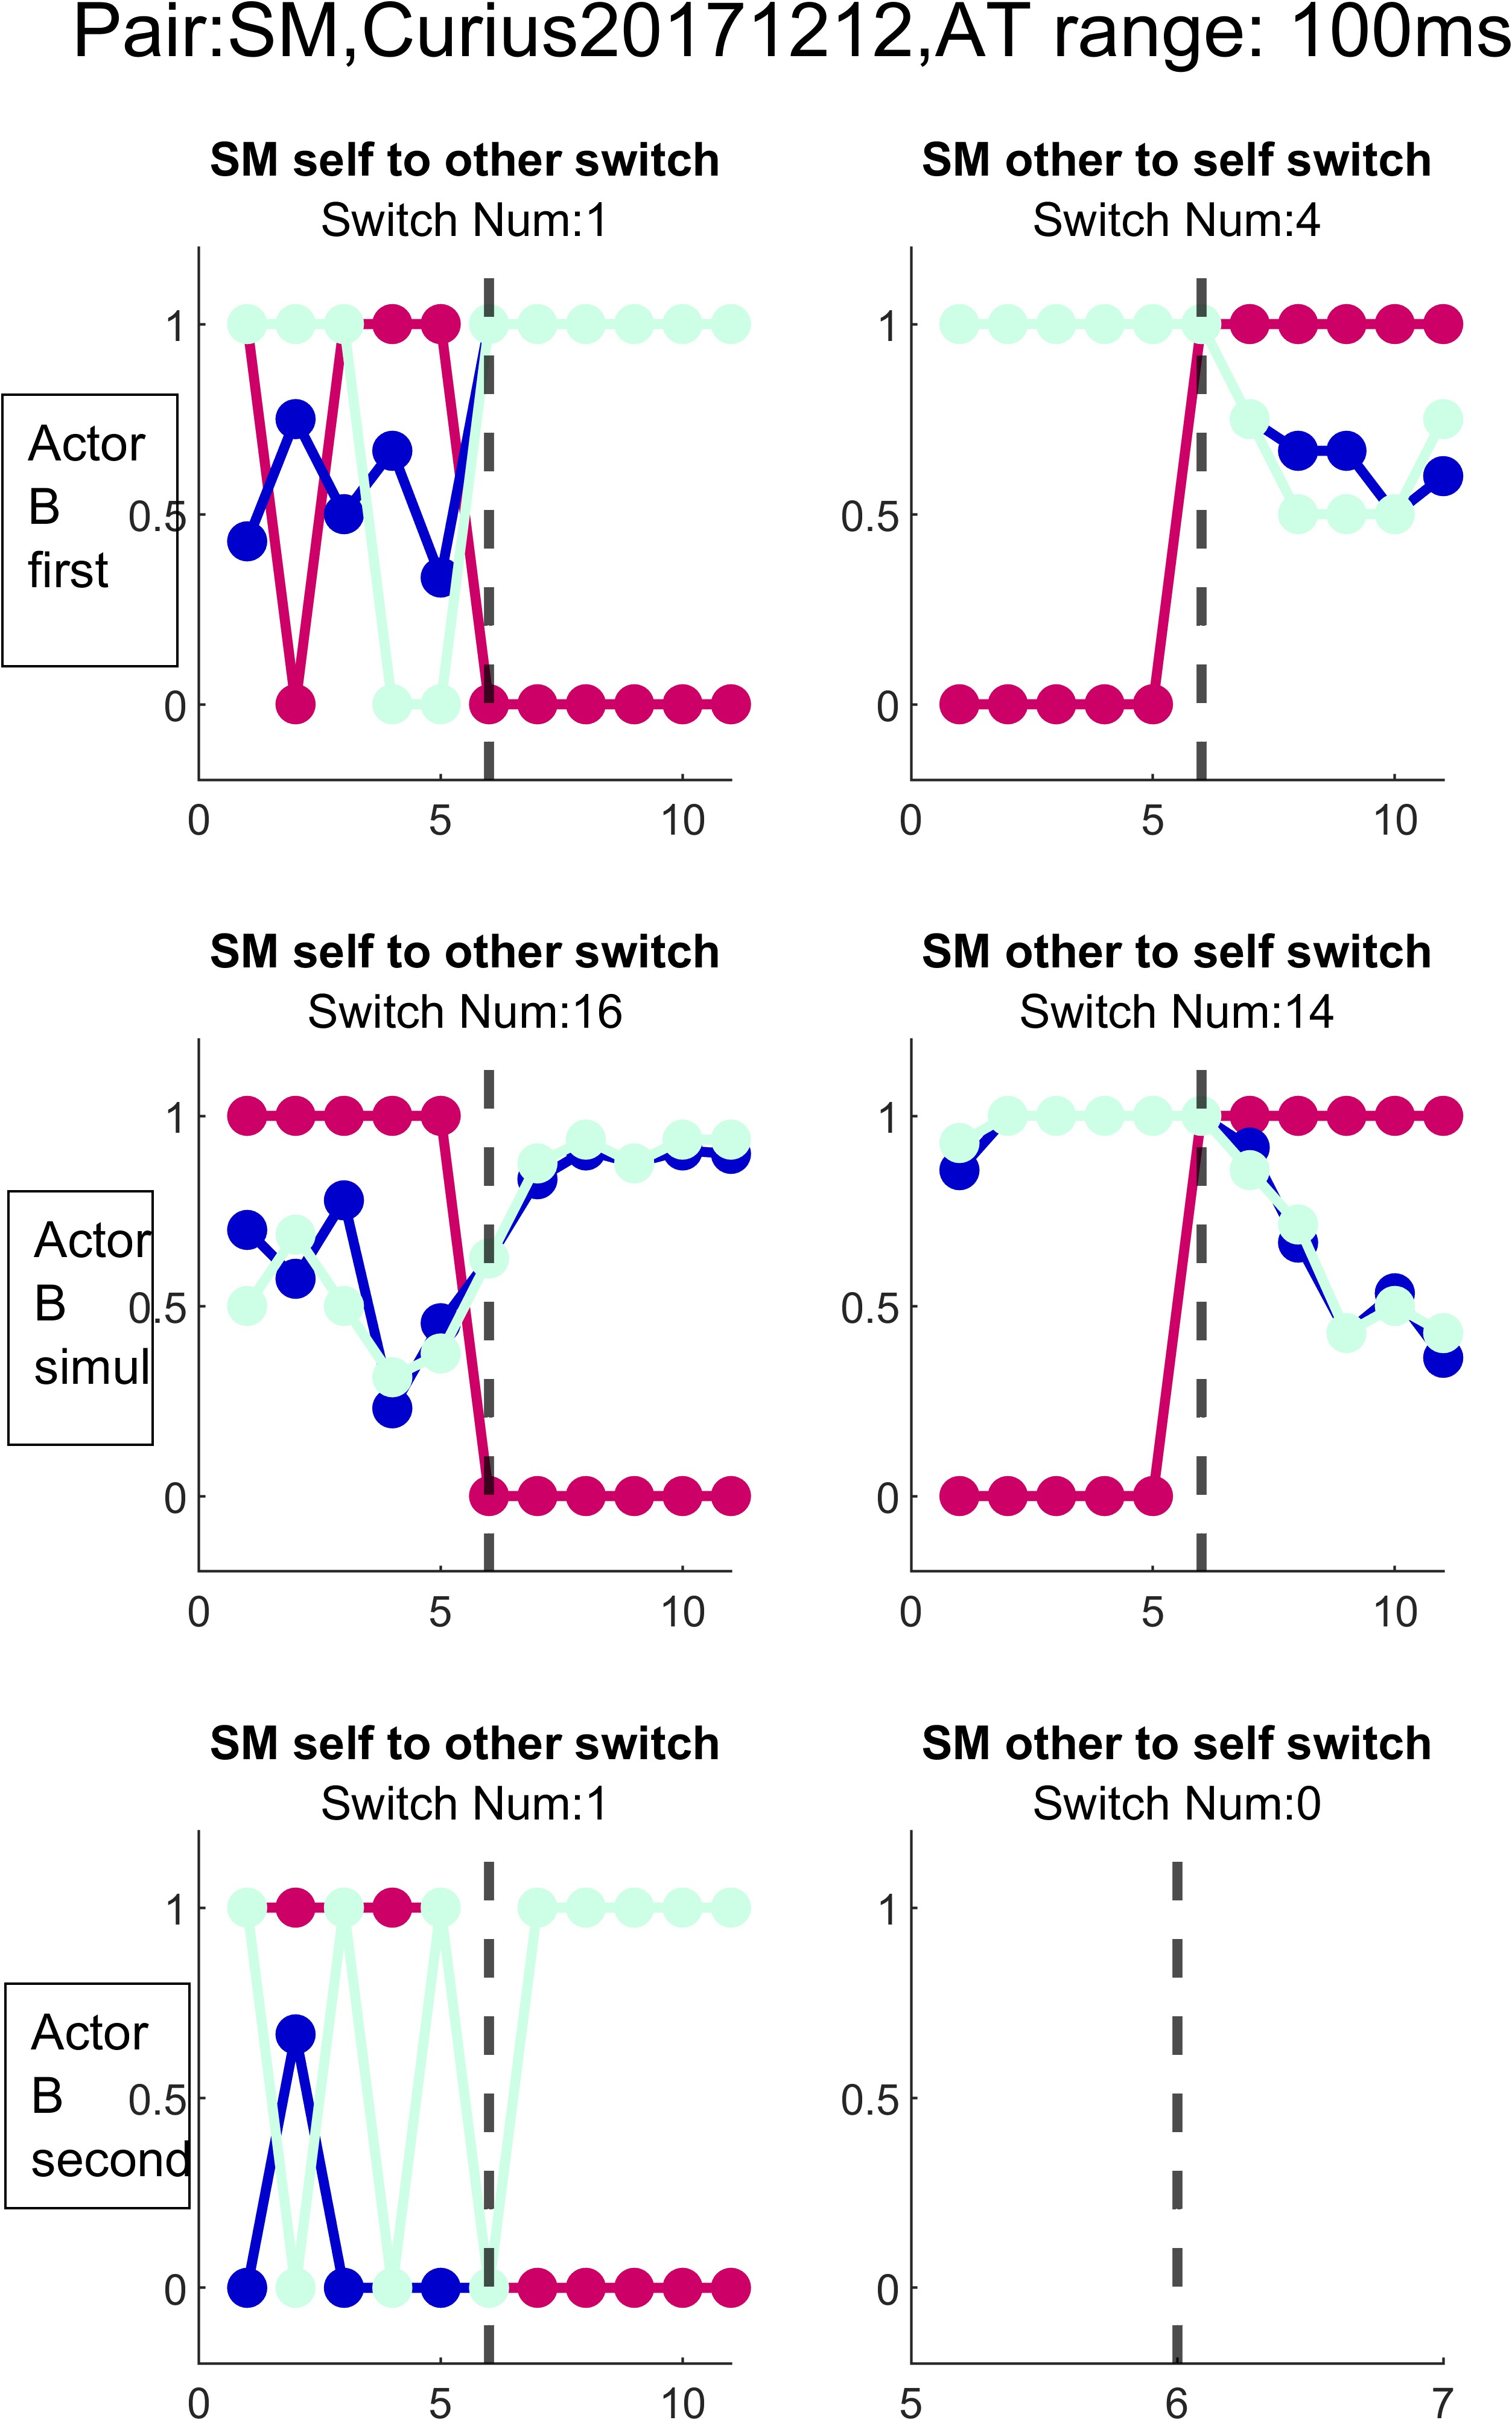 Pair:SM,Curius20171212,AT range: 100ms
SM self to other switch
Switch Num:1
1
0.5
0
0 5 10
SM other to self switch
Switch Num:4
1
0.5
0
0 5 10
Actor
B
first
SM self to other switch
Switch Num:16
1
0.5
0
0 5 10
SM other to self switch
Switch Num:14
1
0.5
0
0 5 10
Actor
B
simul
SM self to other switch
Switch Num:1
1
0.5
0
0 5 10
SM other to self switch
Switch Num:0
1
0.5
0
5 6 7
Actor
B
second